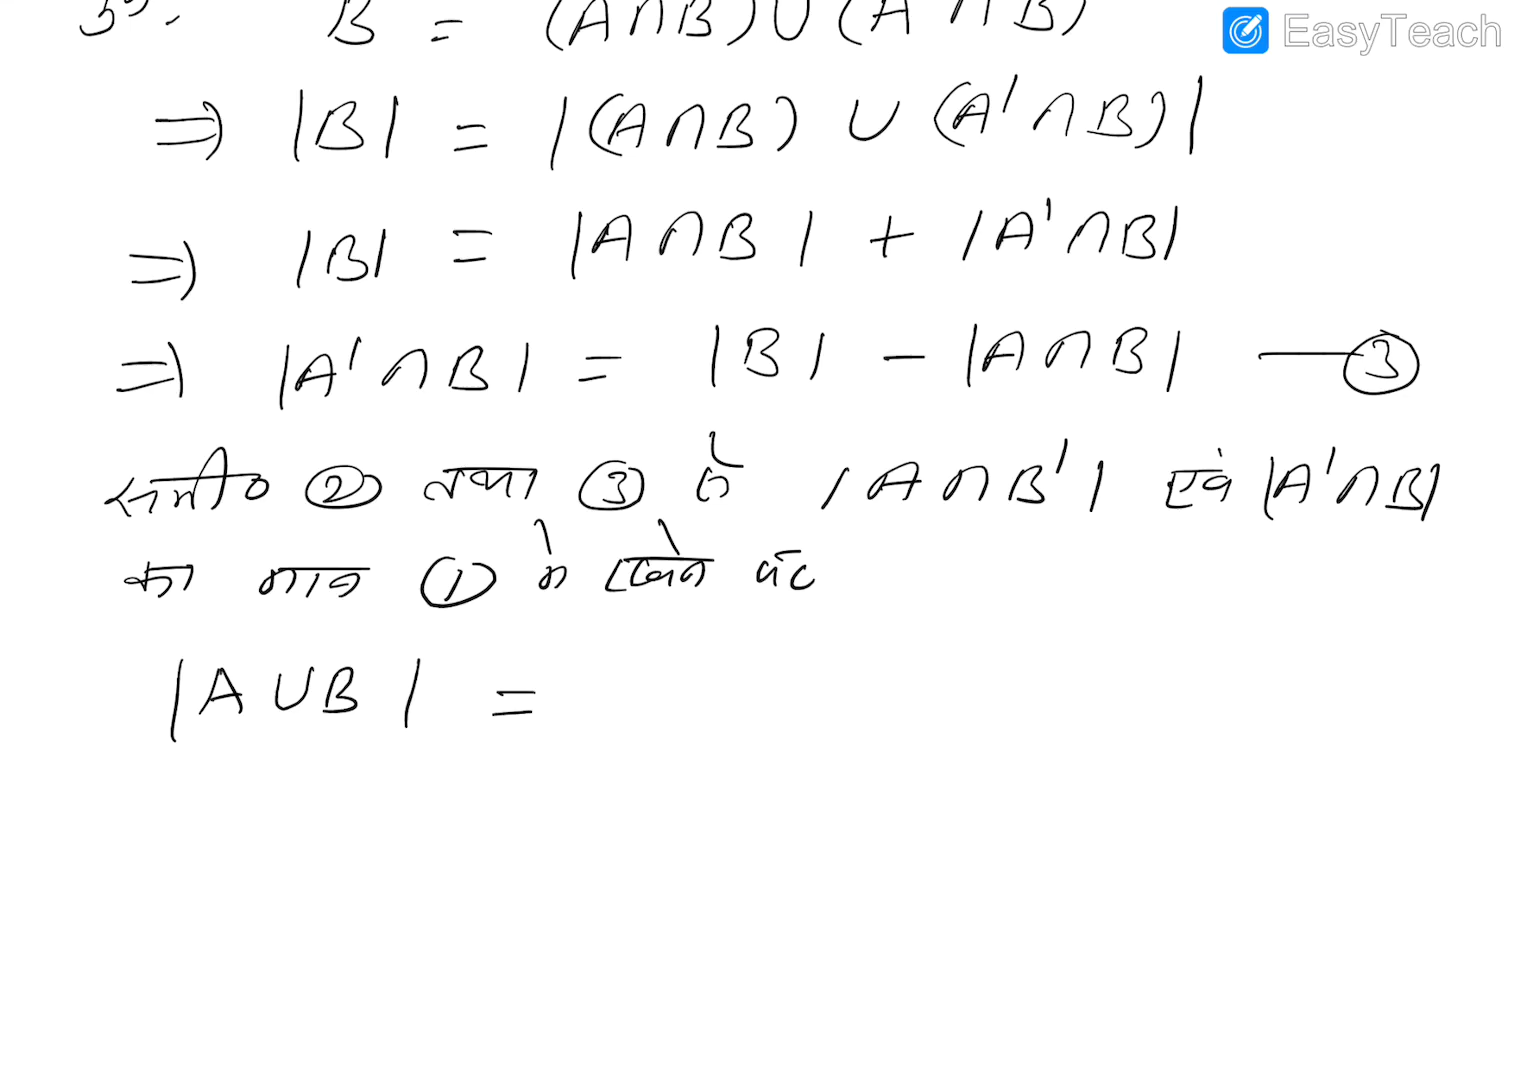 B = (A∩B)∪(A'∩B)
EasyTeach
⇒ |B| = |(A∩B) ∪ (A'∩B)|
⇒ |B| = |A∩B| + |A'∩B|
⇒ |A'∩B| = |B| - |A∩B| — ③
समी० ② तथा ③ से |A∩B'| एवं |A'∩B|
का मान ① में रखने पर
|A∪B| =